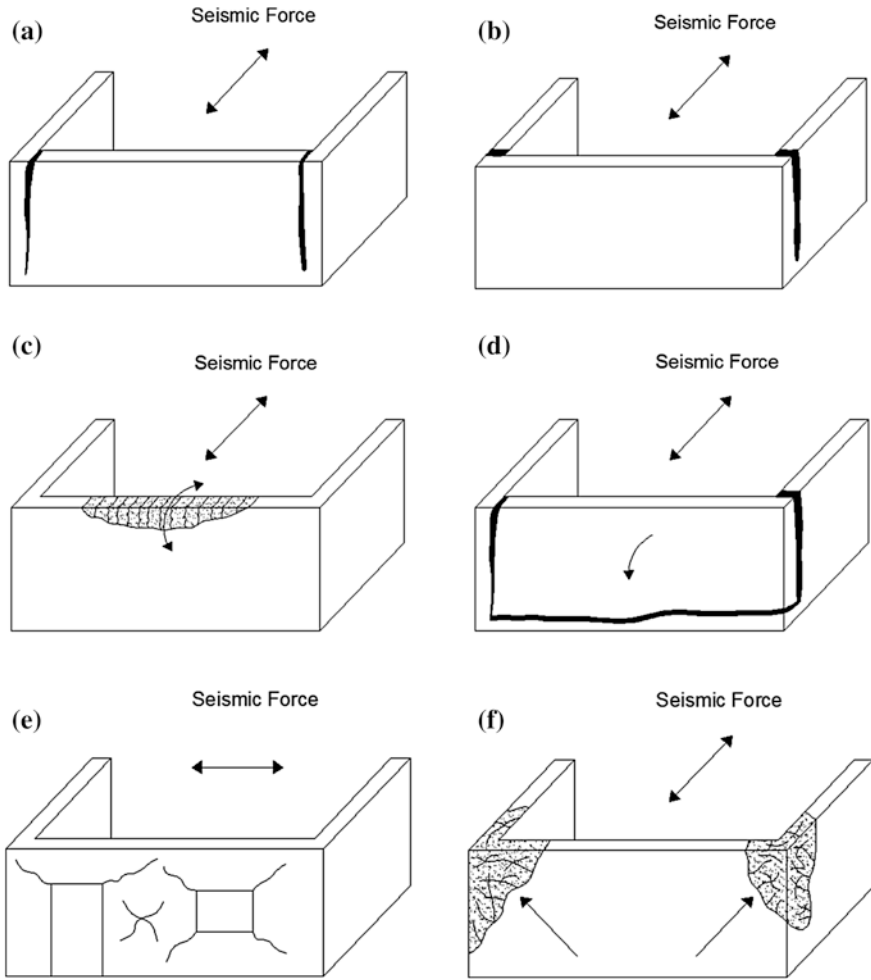 (a)
Seismic Force
(b)
Seismic Force
(c)
Seismic Force
(d)
Seismic Force
(e)
Seismic Force
(f)
Seismic Force